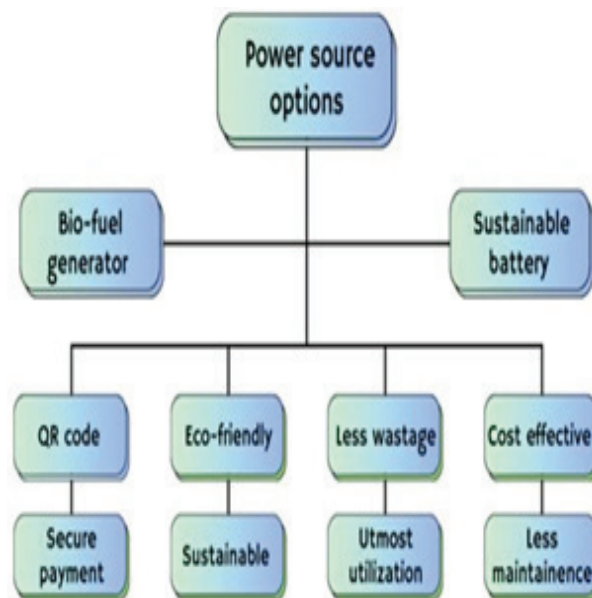 Power source
options
Bio-fuel
generator
Sustainable
battery
QR code
Eco-friendly
Less wastage
Cost effective
Secure
payment
Sustainable
Utmost
utilization
Less
maintainence